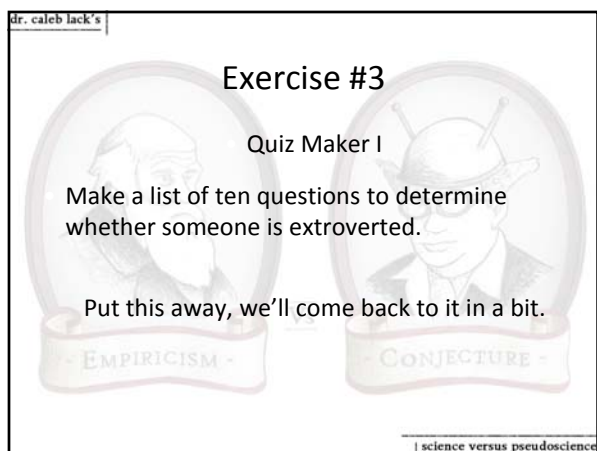 dr. caleb lack's
Exercise #3
Quiz Maker I
Make a list of ten questions to determine
whether someone is extroverted.
Put this away, we’ll come back to it in a bit.
VS
- EMPIRICISM -
- CONJECTURE -
| science versus pseudoscience